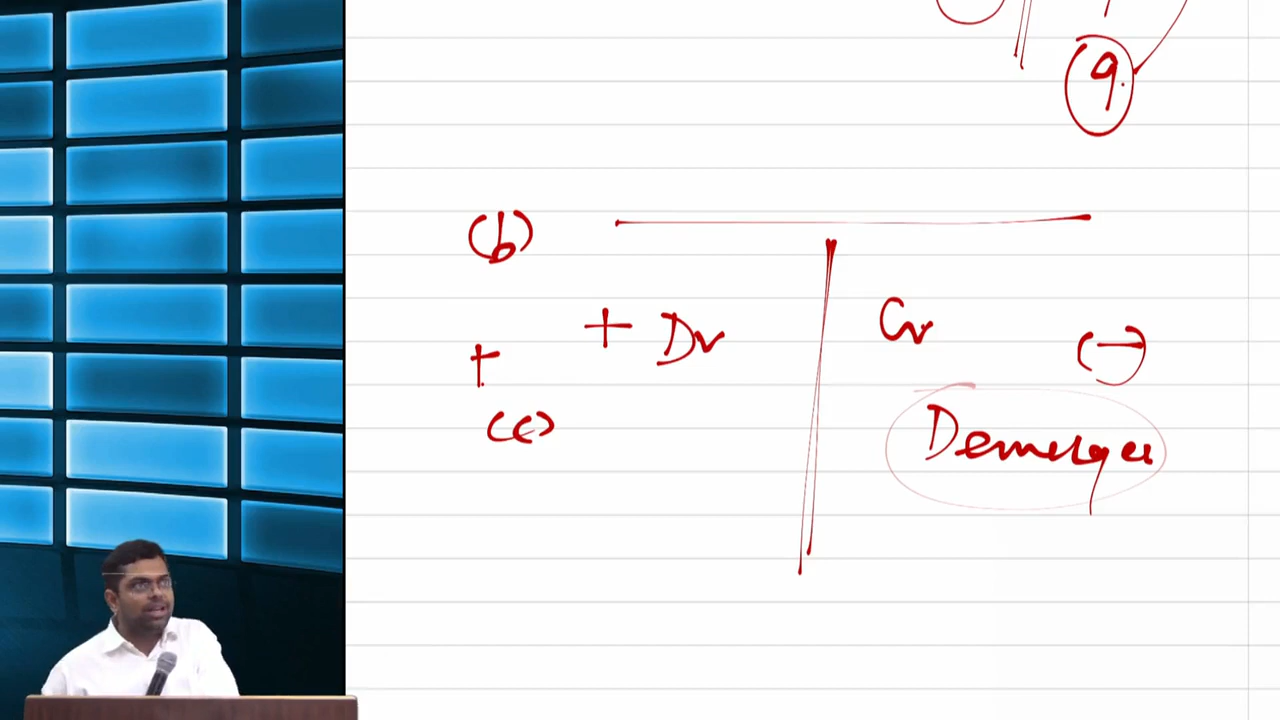 9.
(b)
+ Dr Cr (-)
+
Demerger
(c)